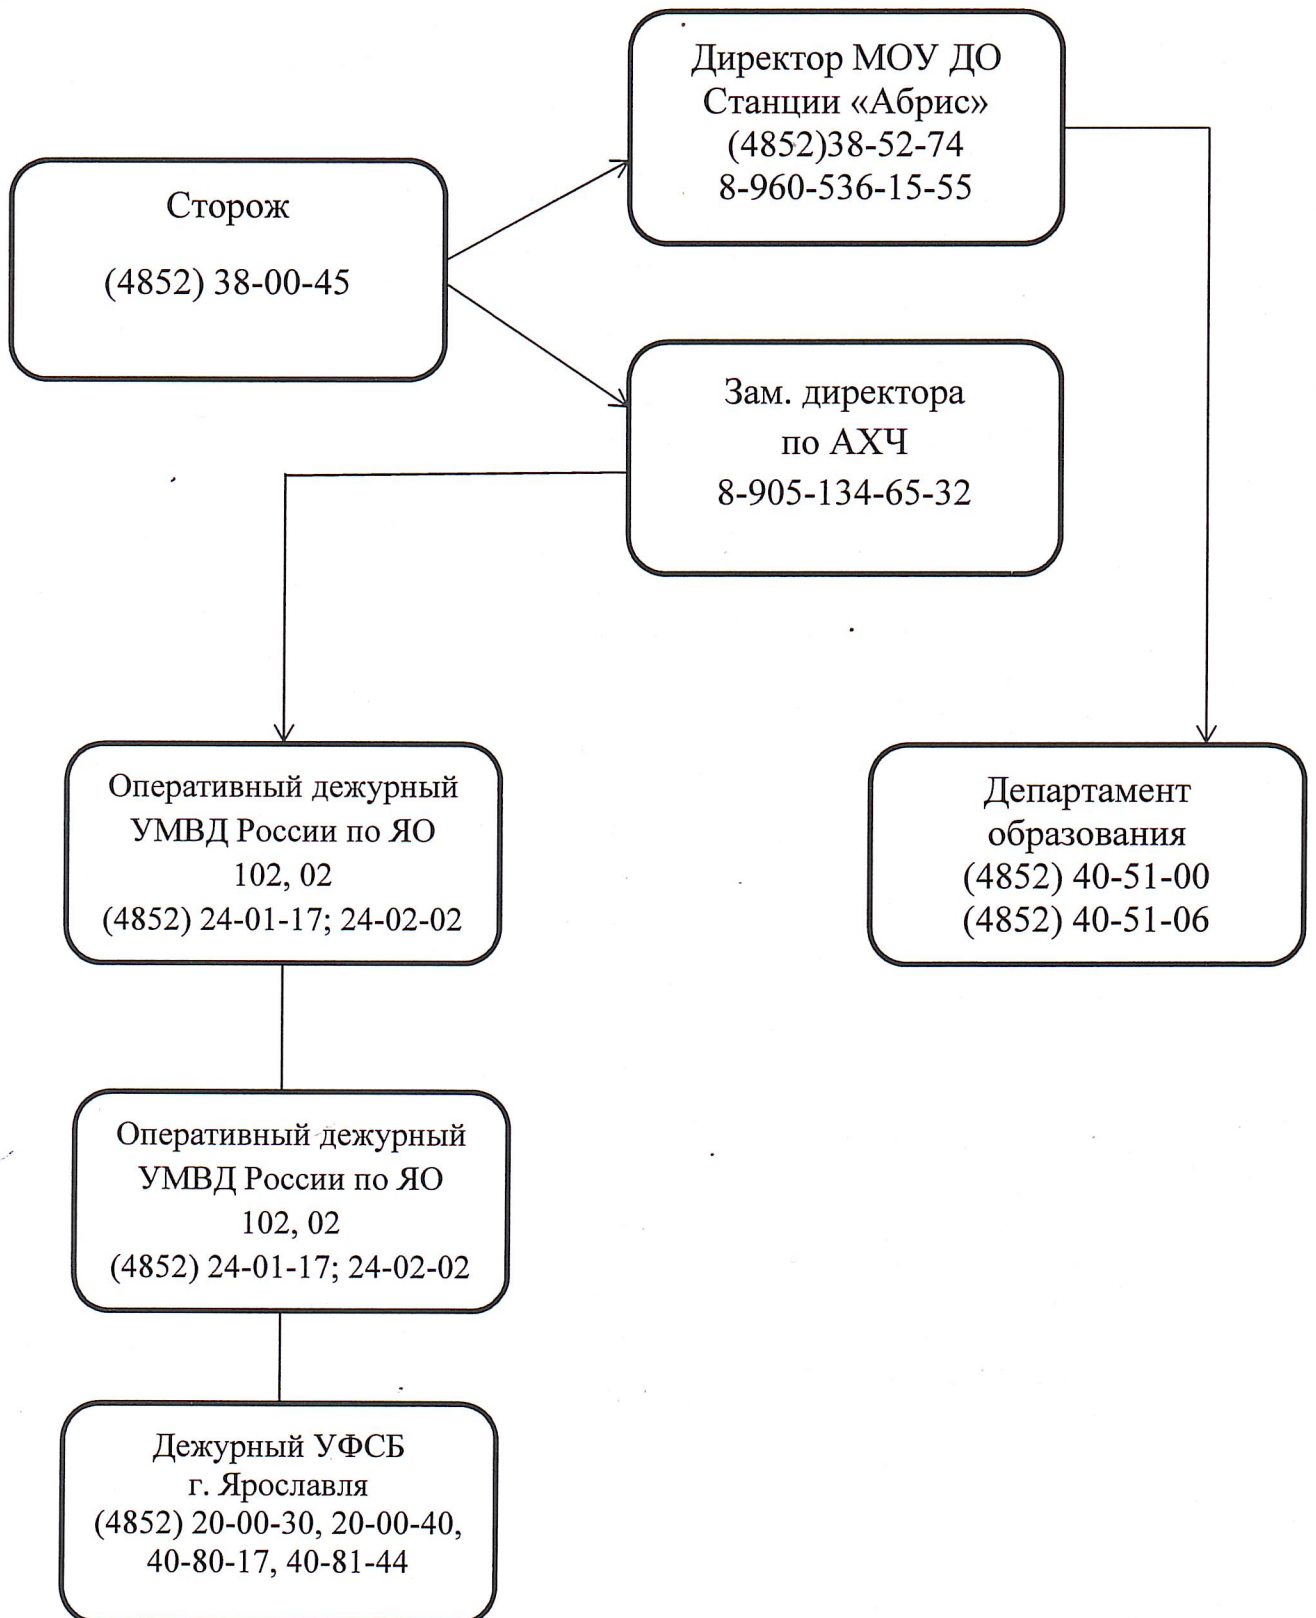 Директор МОУ ДО
Станции «Абрис»
(4852)38-52-74
8-960-536-15-55
Сторож
(4852) 38-00-45
Зам. директора
по АХЧ
8-905-134-65-32
Оперативный дежурный
УМВД России по ЯО
102, 02
(4852) 24-01-17; 24-02-02
Департамент
образования
(4852) 40-51-00
(4852) 40-51-06
Оперативный дежурный
УМВД России по ЯО
102, 02
(4852) 24-01-17; 24-02-02
Дежурный УФСБ
г. Ярославля
(4852) 20-00-30, 20-00-40,
40-80-17, 40-81-44